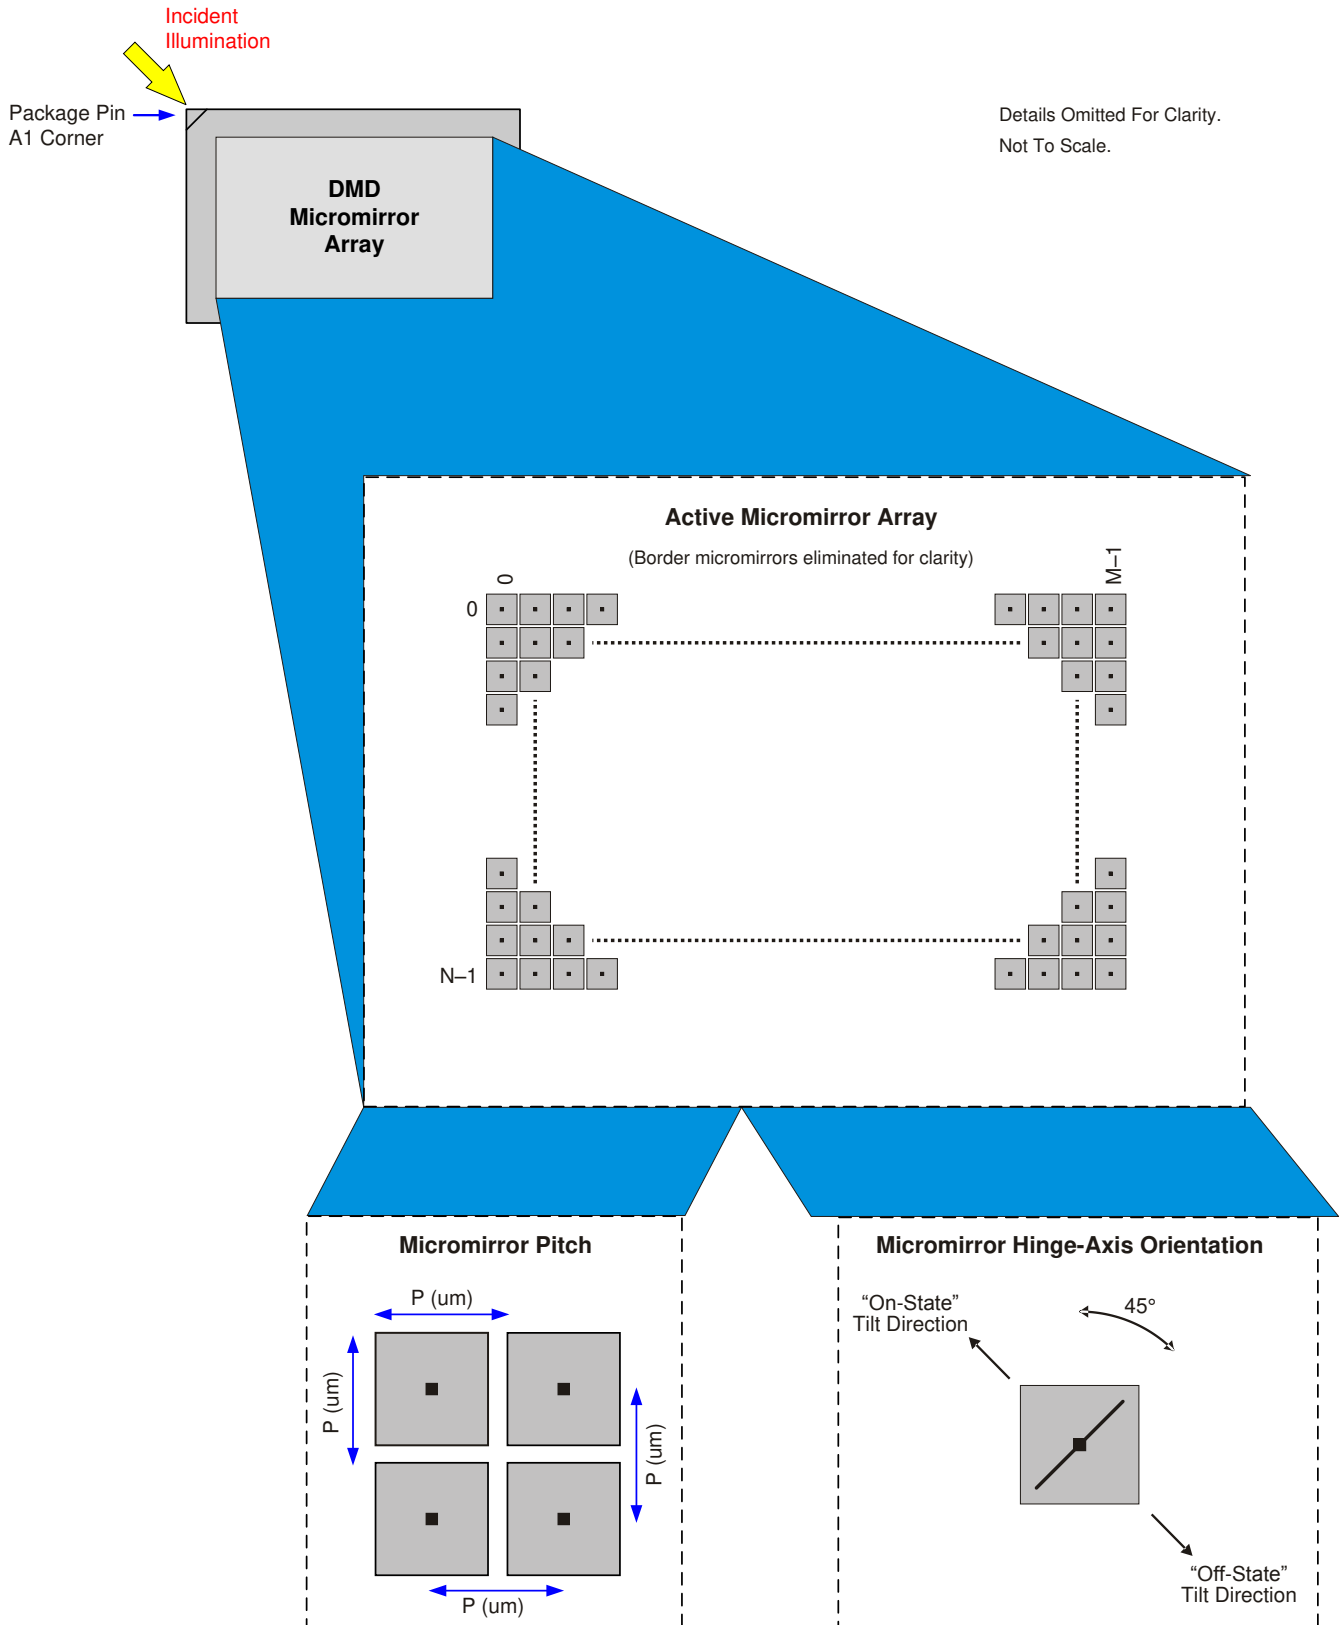 Incident
Illumination
Package Pin
A1 Corner
Details Omitted For Clarity.
Not To Scale.
DMD
Micromirror
Array
Active Micromirror Array
(Border micromirrors eliminated for clarity)
0
M–1
0
N–1
Micromirror Pitch
P (um)
P (um)
P (um)
P (um)
Micromirror Hinge-Axis Orientation
“On-State”
Tilt Direction
45°
“Off-State”
Tilt Direction